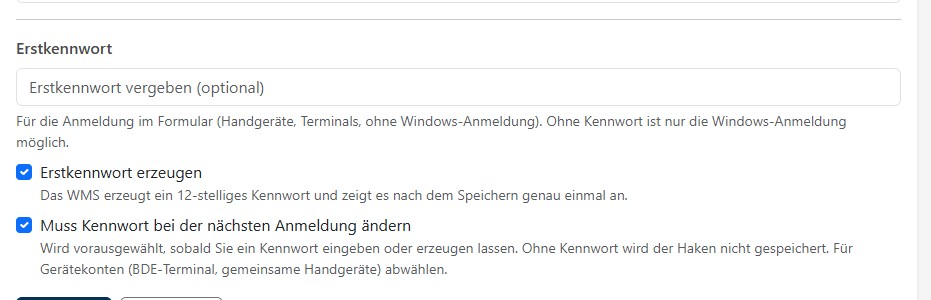 Erstkennwort
Erstkennwort vergeben (optional)
Für die Anmeldung im Formular (Handgeräte, Terminals, ohne Windows-Anmeldung). Ohne Kennwort ist nur die Windows-Anmeldung
möglich.
Erstkennwort erzeugen
Das WMS erzeugt ein 12-stelliges Kennwort und zeigt es nach dem Speichern genau einmal an.
Muss Kennwort bei der nächsten Anmeldung ändern
Wird vorausgewählt, sobald Sie ein Kennwort eingeben oder erzeugen lassen. Ohne Kennwort wird der Haken nicht gespeichert. Für
Gerätekonten (BDE-Terminal, gemeinsame Handgeräte) abwählen.